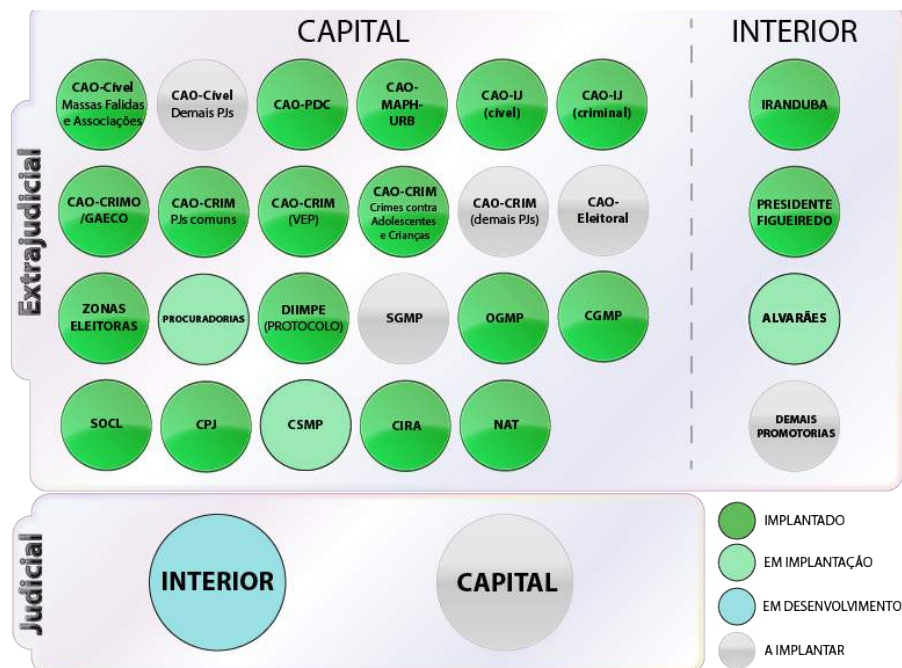 CAPITAL
INTERIOR
Extrajudicial
CAO-Cível
Massas Falidas
e Associações
CAO-Cível
Demais PJs
CAO-PDC
CAO-
MAPH-
URB
CAO-IJ
(cível)
CAO-IJ
(criminal)
IRANDUBA
CAO-CRIMO
/GAECO
CAO-CRIM
PJs comuns
CAO-CRIM
(VEP)
CAO-CRIM
Crimes contra
Adolescentes
e Crianças
CAO-CRIM
(demais PJs)
CAO-
Eleitoral
PRESIDENTE
FIGUEIREDO
ZONAS
ELEITORAS
PROCURADORIAS
DIIMPE
(PROTOCOLO)
SGMP
OGMP
CGMP
ALVARÃES
SOCL
CPJ
CSMP
CIRA
NAT
DEMAIS
PROMOTORIAS
Judicial
INTERIOR
CAPITAL
IMPLANTADO
EM IMPLANTAÇÃO
EM DESENVOLVIMENTO
A IMPLANTAR